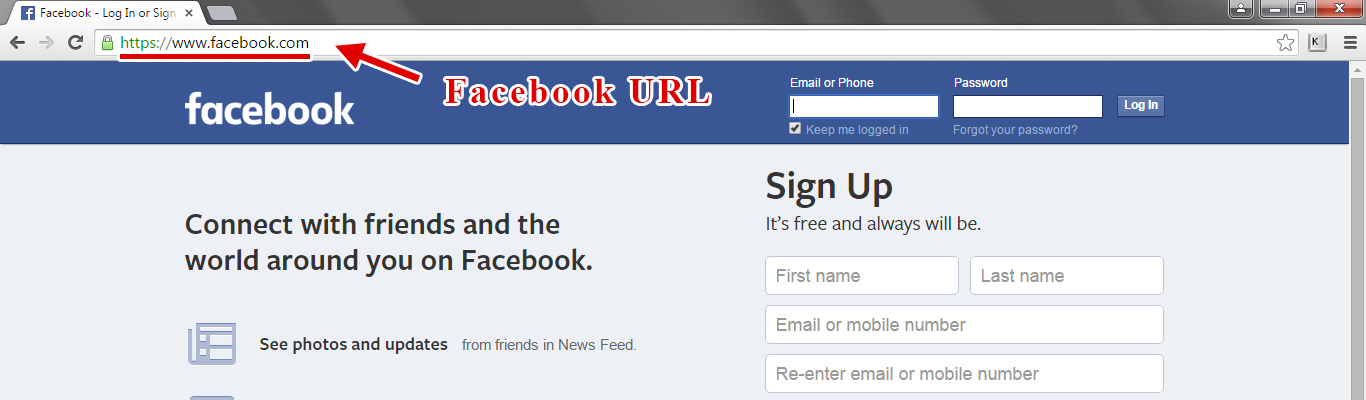 Facebook - Log In or Sign
https://www.facebook.com
K
Facebook URL
facebook
Email or Phone
Password
Log In
Keep me logged in
Forgot your password?
Connect with friends and the
world around you on Facebook.
Sign Up
It's free and always will be.
First name
Last name
Email or mobile number
Re-enter email or mobile number
See photos and updates from friends in News Feed.